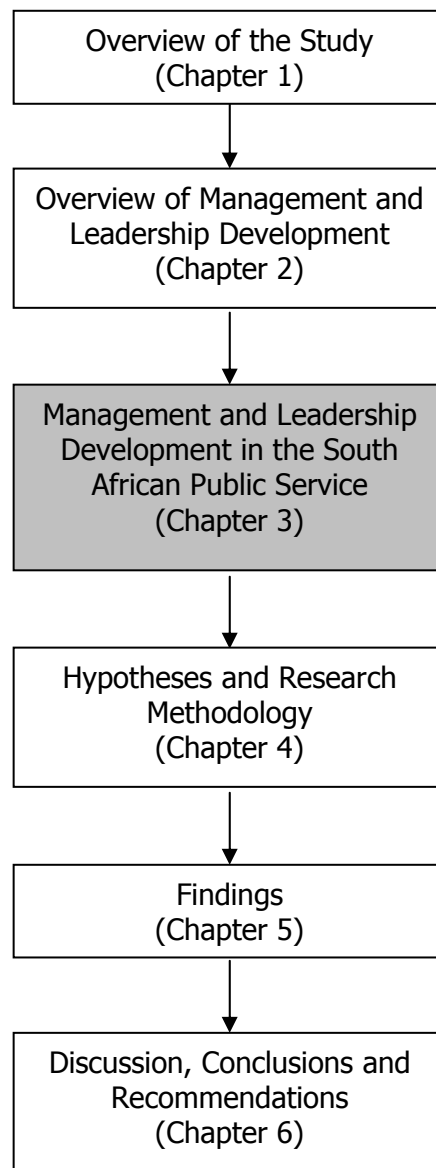 Overview of the Study
(Chapter 1)
Overview of Management and
Leadership Development
(Chapter 2)
Management and Leadership
Development in the South
African Public Service
(Chapter 3)
Hypotheses and Research
Methodology
(Chapter 4)
Findings
(Chapter 5)
Discussion, Conclusions and
Recommendations
(Chapter 6)